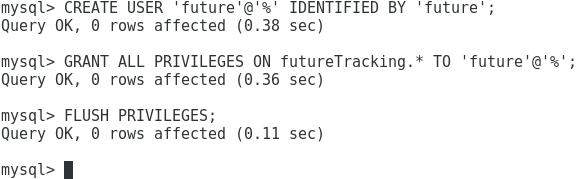 mysql> CREATE USER 'future'@'%' IDENTIFIED BY 'future';
Query OK, 0 rows affected (0.38 sec)
mysql> GRANT ALL PRIVILEGES ON futureTracking.* TO 'future'@'%';
Query OK, 0 rows affected (0.36 sec)
mysql> FLUSH PRIVILEGES;
Query OK, 0 rows affected (0.11 sec)
mysql>